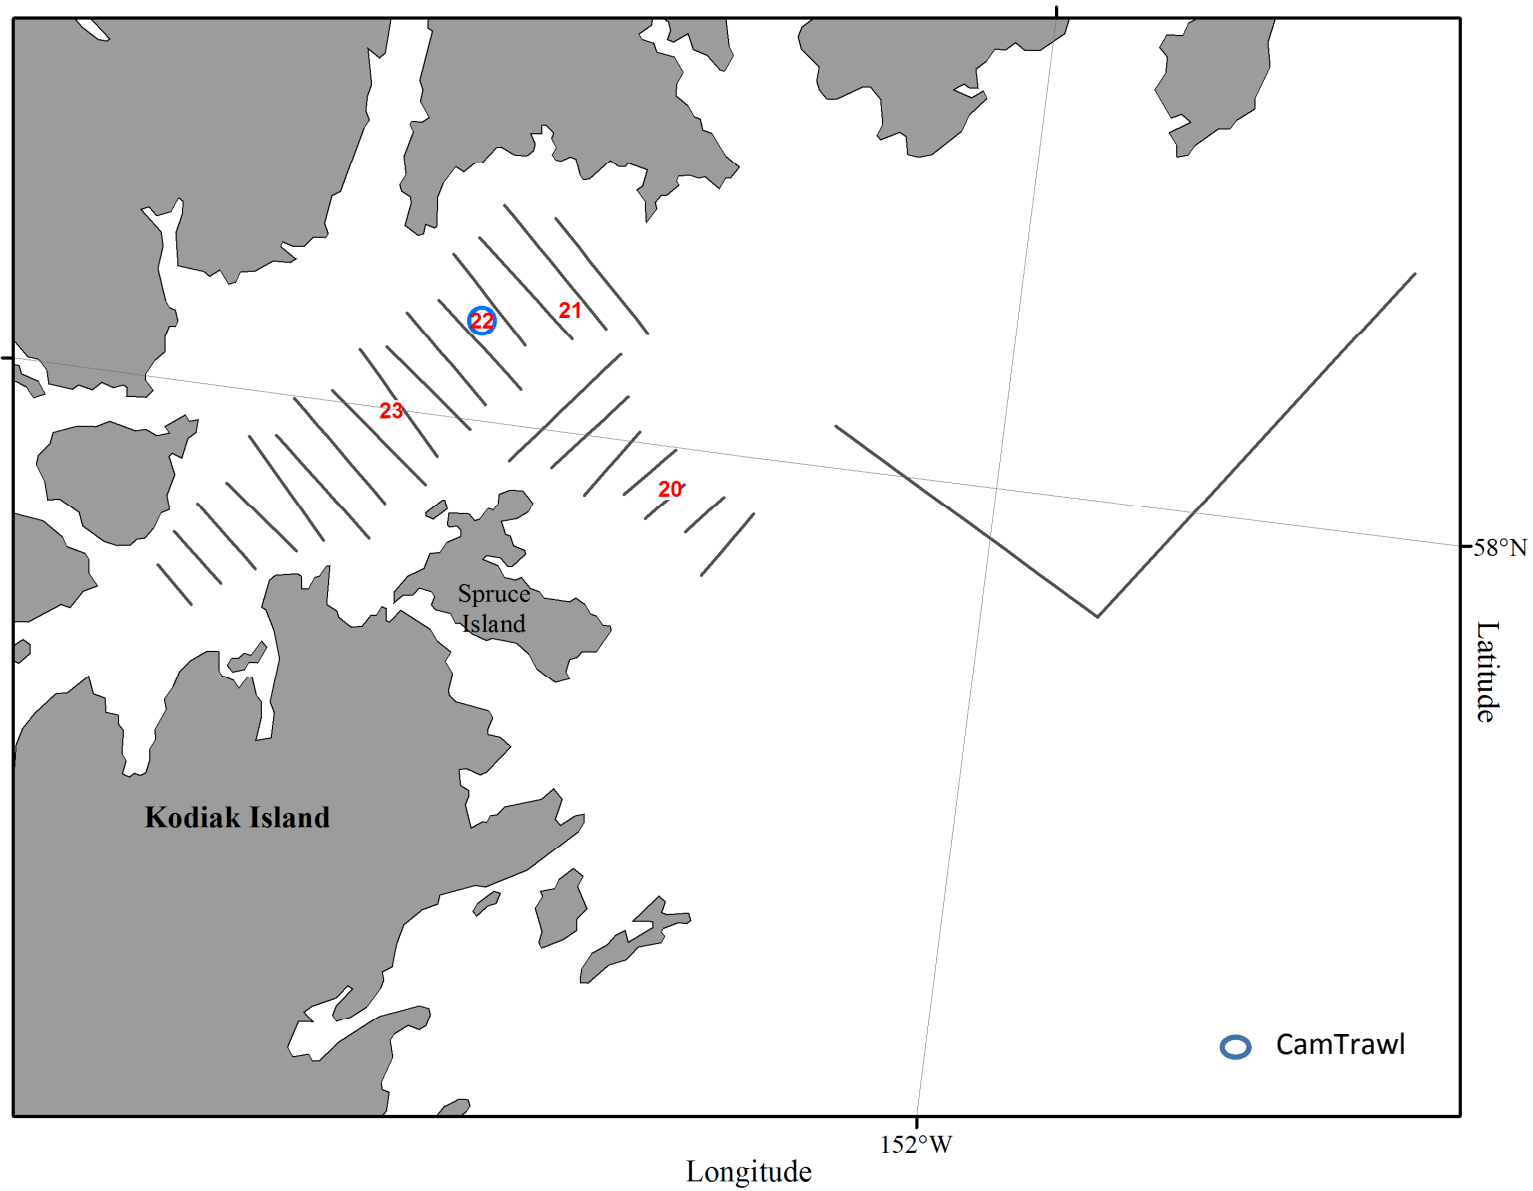 21
22
23
20
58°N
Spruce
Island
Latitude
Kodiak Island
CamTrawl
152°W
Longitude